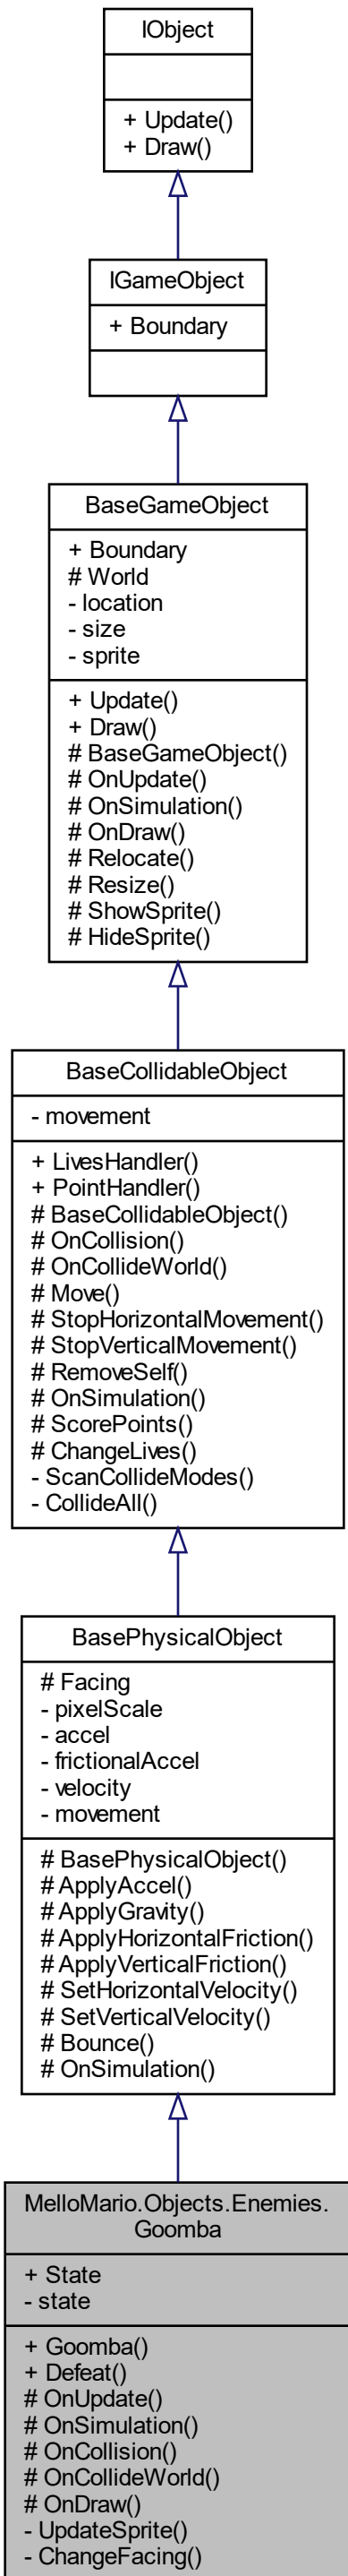 IObject
+ Update()
+ Draw()
IGameObject
+ Boundary
BaseGameObject
+ Boundary
# World
- location
- size
- sprite
+ Update()
+ Draw()
# BaseGameObject()
# OnUpdate()
# OnSimulation()
# OnDraw()
# Relocate()
# Resize()
# ShowSprite()
# HideSprite()
BaseCollidableObject
- movement
+ LivesHandler()
+ PointHandler()
# BaseCollidableObject()
# OnCollision()
# OnCollideWorld()
# Move()
# StopHorizontalMovement()
# StopVerticalMovement()
# RemoveSelf()
# OnSimulation()
# ScorePoints()
# ChangeLives()
- ScanCollideModes()
- CollideAll()
BasePhysicalObject
# Facing
- pixelScale
- accel
- frictionalAccel
- velocity
- movement
# BasePhysicalObject()
# ApplyAccel()
# ApplyGravity()
# ApplyHorizontalFriction()
# ApplyVerticalFriction()
# SetHorizontalVelocity()
# SetVerticalVelocity()
# Bounce()
# OnSimulation()
MelloMario.Objects.Enemies.
Goomba
+ State
- state
+ Goomba()
+ Defeat()
# OnUpdate()
# OnSimulation()
# OnCollision()
# OnCollideWorld()
# OnDraw()
- UpdateSprite()
- ChangeFacing()